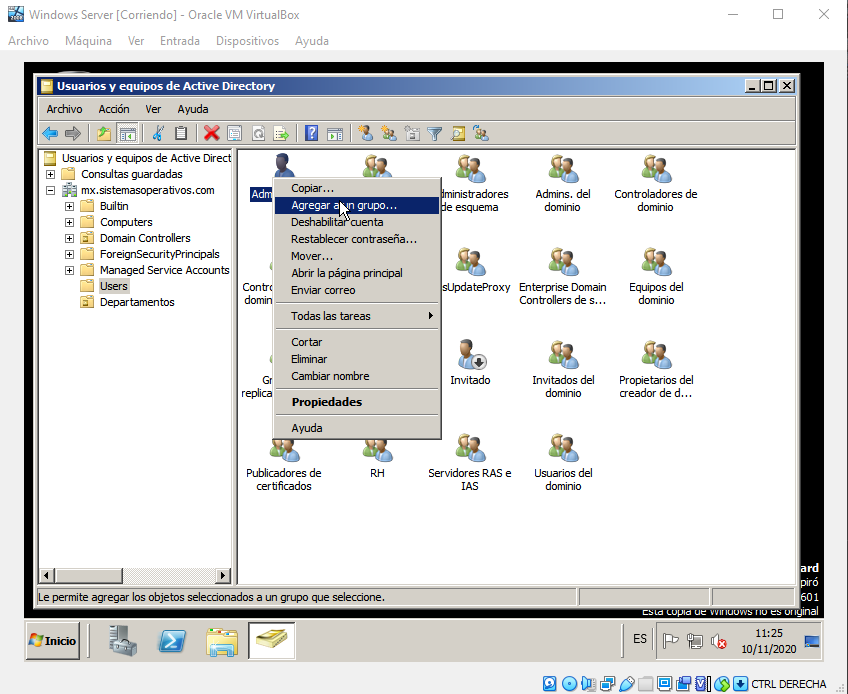 Windows Server [Corriendo] - Oracle VM VirtualBox
Archivo Máquina Ver Entrada Dispositivos Ayuda
Usuarios y equipos de Active Directory
Archivo Acción Ver Ayuda
Usuarios y equipos de Active Direct
Consultas guardadas
mx.sistemasoperativos.com
Builtin
Computers
Domain Controllers
ForeignSecurityPrincipals
Managed Service Accounts
Users
Departamentos
Adm
dministradores
de esquema
Admins. del
dominio
Controladores de
dominio
Copiar...
Agregar a un grupo...
Deshabilitar cuenta
Restablecer contraseña...
Mover...
Abrir la página principal
Enviar correo
Todas las tareas
Cortar
Eliminar
Cambiar nombre
Propiedades
Ayuda
Contro
domin
sUpdateProxy
Enterprise Domain
Controllers de s...
Equipos del
dominio
Gr
replica
Invitado
Invitados del
dominio
Propietarios del
creador de d...
Publicadores de
certificados
RH
Servidores RAS e
IAS
Usuarios del
dominio
Le permite agregar los objetos seleccionados a un grupo que seleccione.
ard
piró
601
Esta copia de Windows no es original
Inicio
ES
11:25
10/11/2020
CTRL DERECHA